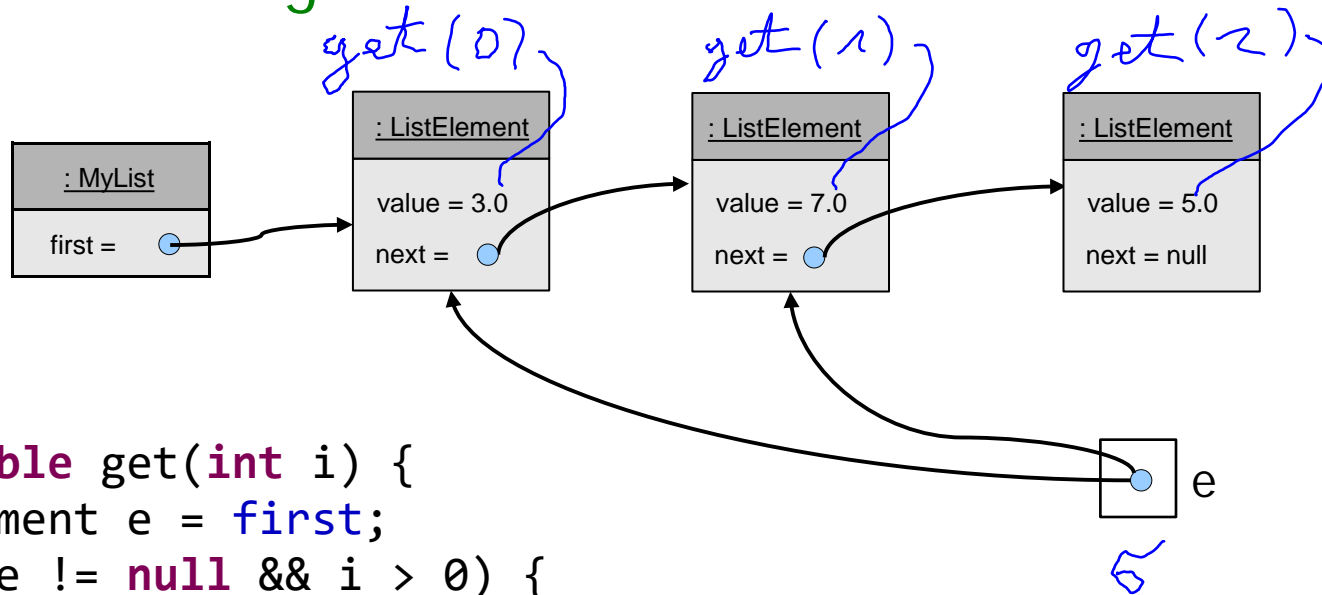 g
get(0) get(1) get(2)
: ListElement : ListElement : ListElement
: MyList
value = 3.0 value = 7.0 value = 5.0
first = next = next = next = null
e
ble get(int i) {
ment e = first;
e != null && i > 0) {